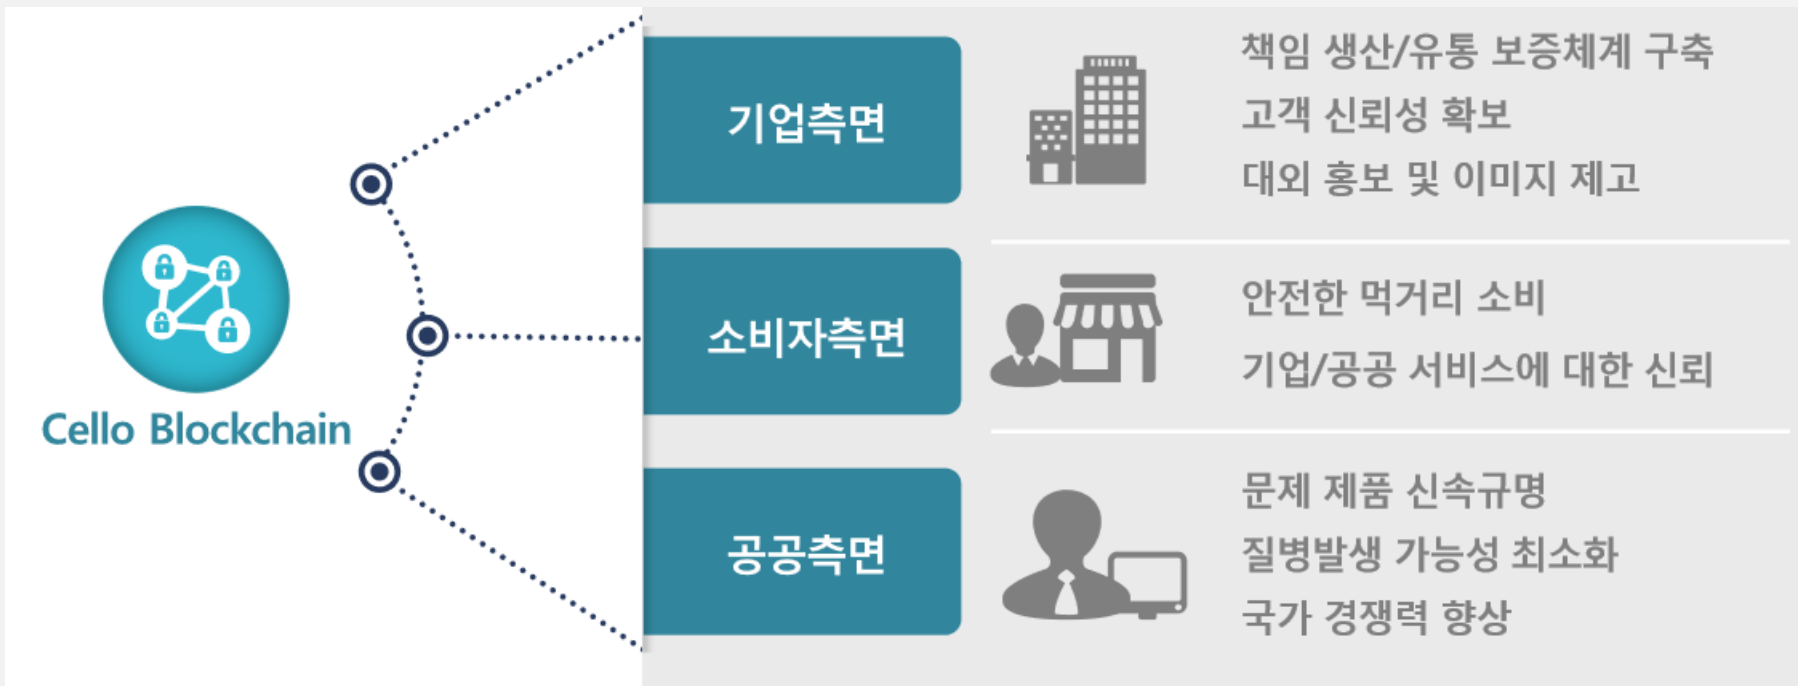 Cello Blockchain
기업측면
책임 생산/유통 보증체계 구축
고객 신뢰성 확보
대외 홍보 및 이미지 제고
소비자측면
안전한 먹거리 소비
기업/공공 서비스에 대한 신뢰
공공측면
문제 제품 신속규명
질병발생 가능성 최소화
국가 경쟁력 향상